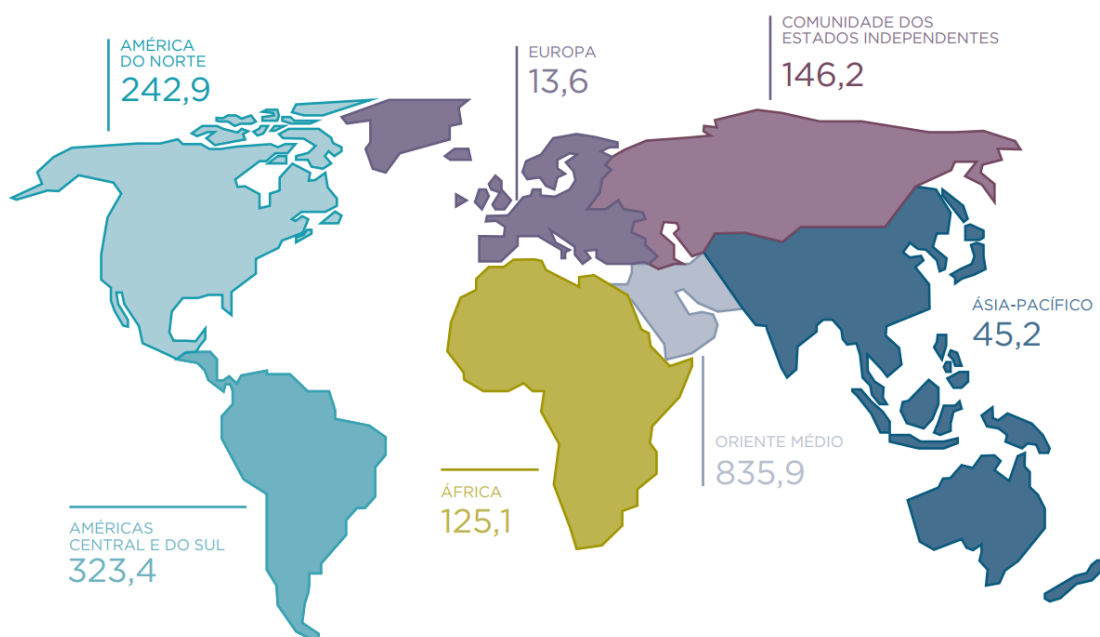 AMÉRICA
DO NORTE
242,9
EUROPA
13,6
COMUNIDADE DOS
ESTADOS INDEPENDENTES
146,2
ÁSIA-PACÍFICO
45,2
ORIENTE MÉDIO
835,9
ÁFRICA
125,1
AMÉRICAS
CENTRAL E DO SUL
323,4